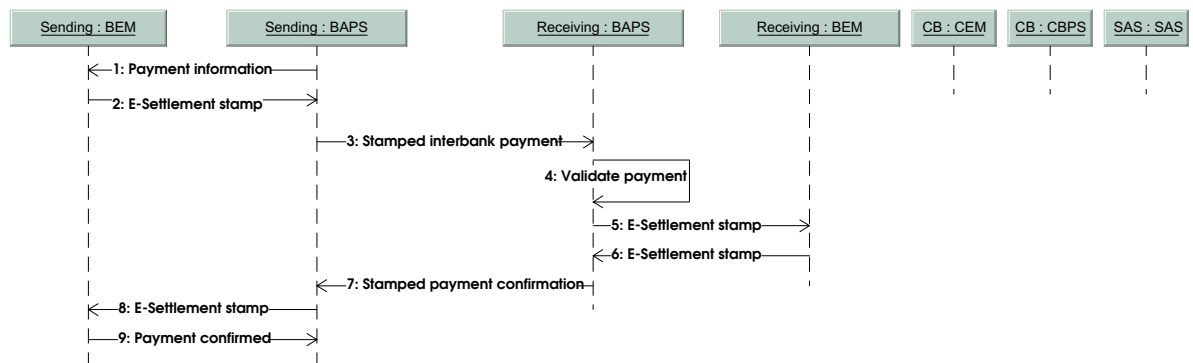 Sending : BEM
Sending : BAPS
Receiving : BAPS
Receiving : BEM
CB : CEM
CB : CBPS
SAS : SAS
1: Payment information
2: E-Settlement stamp
3: Stamped interbank payment
4: Validate payment
5: E-Settlement stamp
6: E-Settlement stamp
7: Stamped payment confirmation
8: E-Settlement stamp
9: Payment confirmed